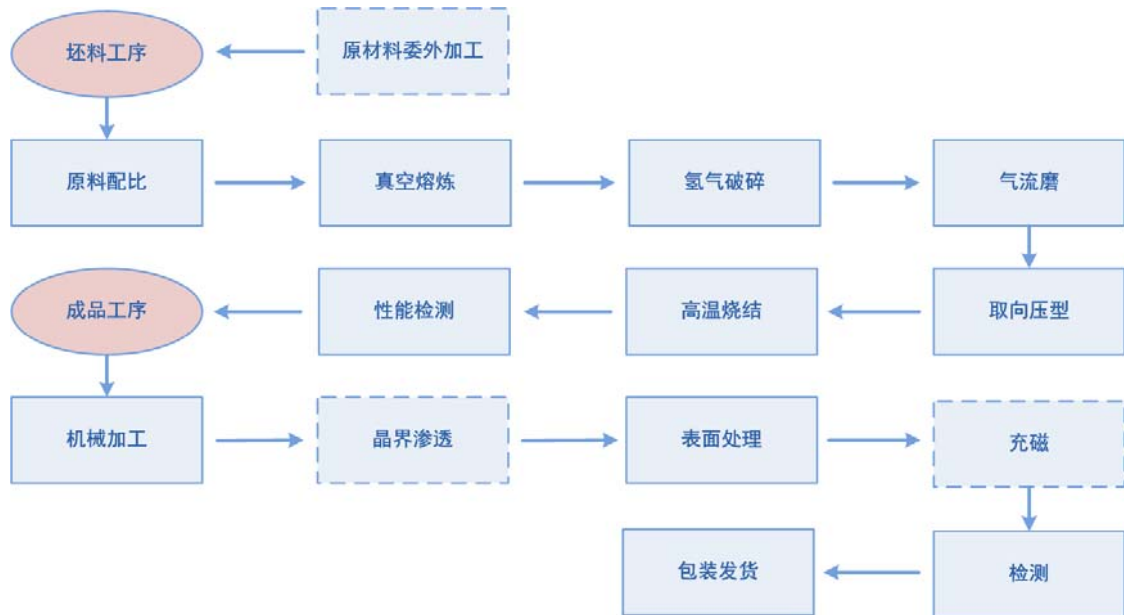 坯料工序
原材料委外加工
原料配比
真空熔炼
氢气破碎
气流磨
成品工序
性能检测
高温烧结
取向压型
机械加工
晶界渗透
表面处理
充磁
包装发货
检测